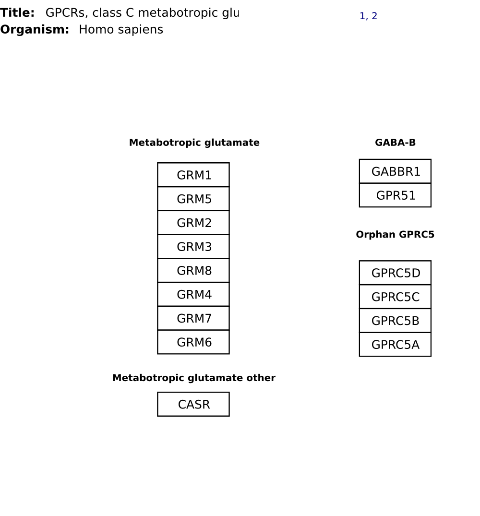 Title: GPCRs, class C metabotropic glu
1, 2
Organism: Homo sapiens
Metabotropic glutamate
GRM1
GRM5
GRM2
GRM3
GRM8
GRM4
GRM7
GRM6
Metabotropic glutamate other
CASR
GABA-B
GABBR1
GPR51
Orphan GPRC5
GPRC5D
GPRC5C
GPRC5B
GPRC5A